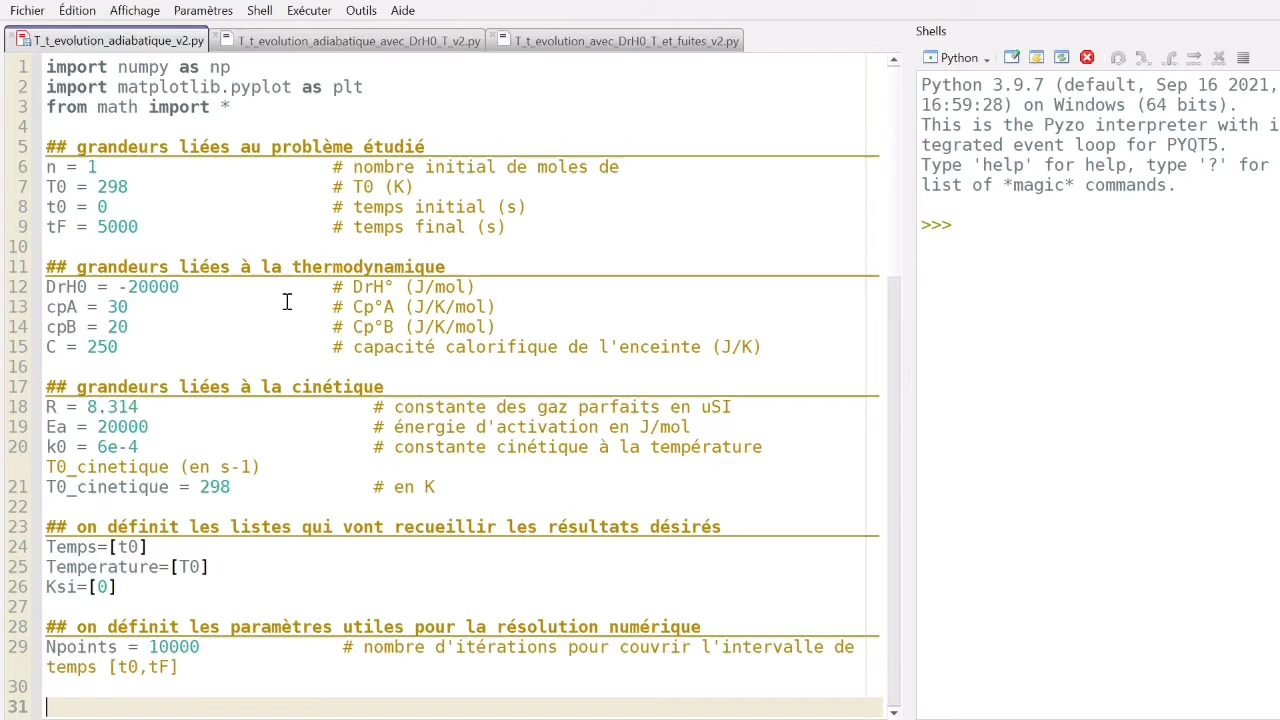 Fichier Édition Affichage Paramètres Shell Exécuter Outils Aide
T_t_evolution_adiabatique_v2.py T_t_evolution_adiabatique_avec_DrH0_T_v2.py T_t_evolution_avec_DrH0_T_et_fuites_v2.py
1 import numpy as np
2 import matplotlib.pyplot as plt
3 from math import *
4
5 ## grandeurs liées au problème étudié
6 n = 1 # nombre initial de moles de
7 T0 = 298 # T0 (K)
8 t0 = 0 # temps initial (s)
9 tF = 5000 # temps final (s)
10
11 ## grandeurs liées à la thermodynamique
12 DrH0 = -20000 # DrH° (J/mol)
13 cpA = 30 # Cp°A (J/K/mol)
14 cpB = 20 # Cp°B (J/K/mol)
15 C = 250 # capacité calorifique de l'enceinte (J/K)
16
17 ## grandeurs liées à la cinétique
18 R = 8.314 # constante des gaz parfaits en uSI
19 Ea = 20000 # énergie d'activation en J/mol
20 k0 = 6e-4 # constante cinétique à la température
T0_cinetique (en s-1)
21 T0_cinetique = 298 # en K
22
23 ## on définit les listes qui vont recueillir les résultats désirés
24 Temps=[t0]
25 Temperature=[T0]
26 Ksi=[0]
27
28 ## on définit les paramètres utiles pour la résolution numérique
29 Npoints = 10000 # nombre d'itérations pour couvrir l'intervalle de
temps [t0,tF]
30
31
Shells
Python
Python 3.9.7 (default, Sep 16 2021,
16:59:28) on Windows (64 bits).
This is the Pyzo interpreter with i
tegrated event loop for PYQT5.
Type 'help' for help, type '?' for
list of *magic* commands.
>>>